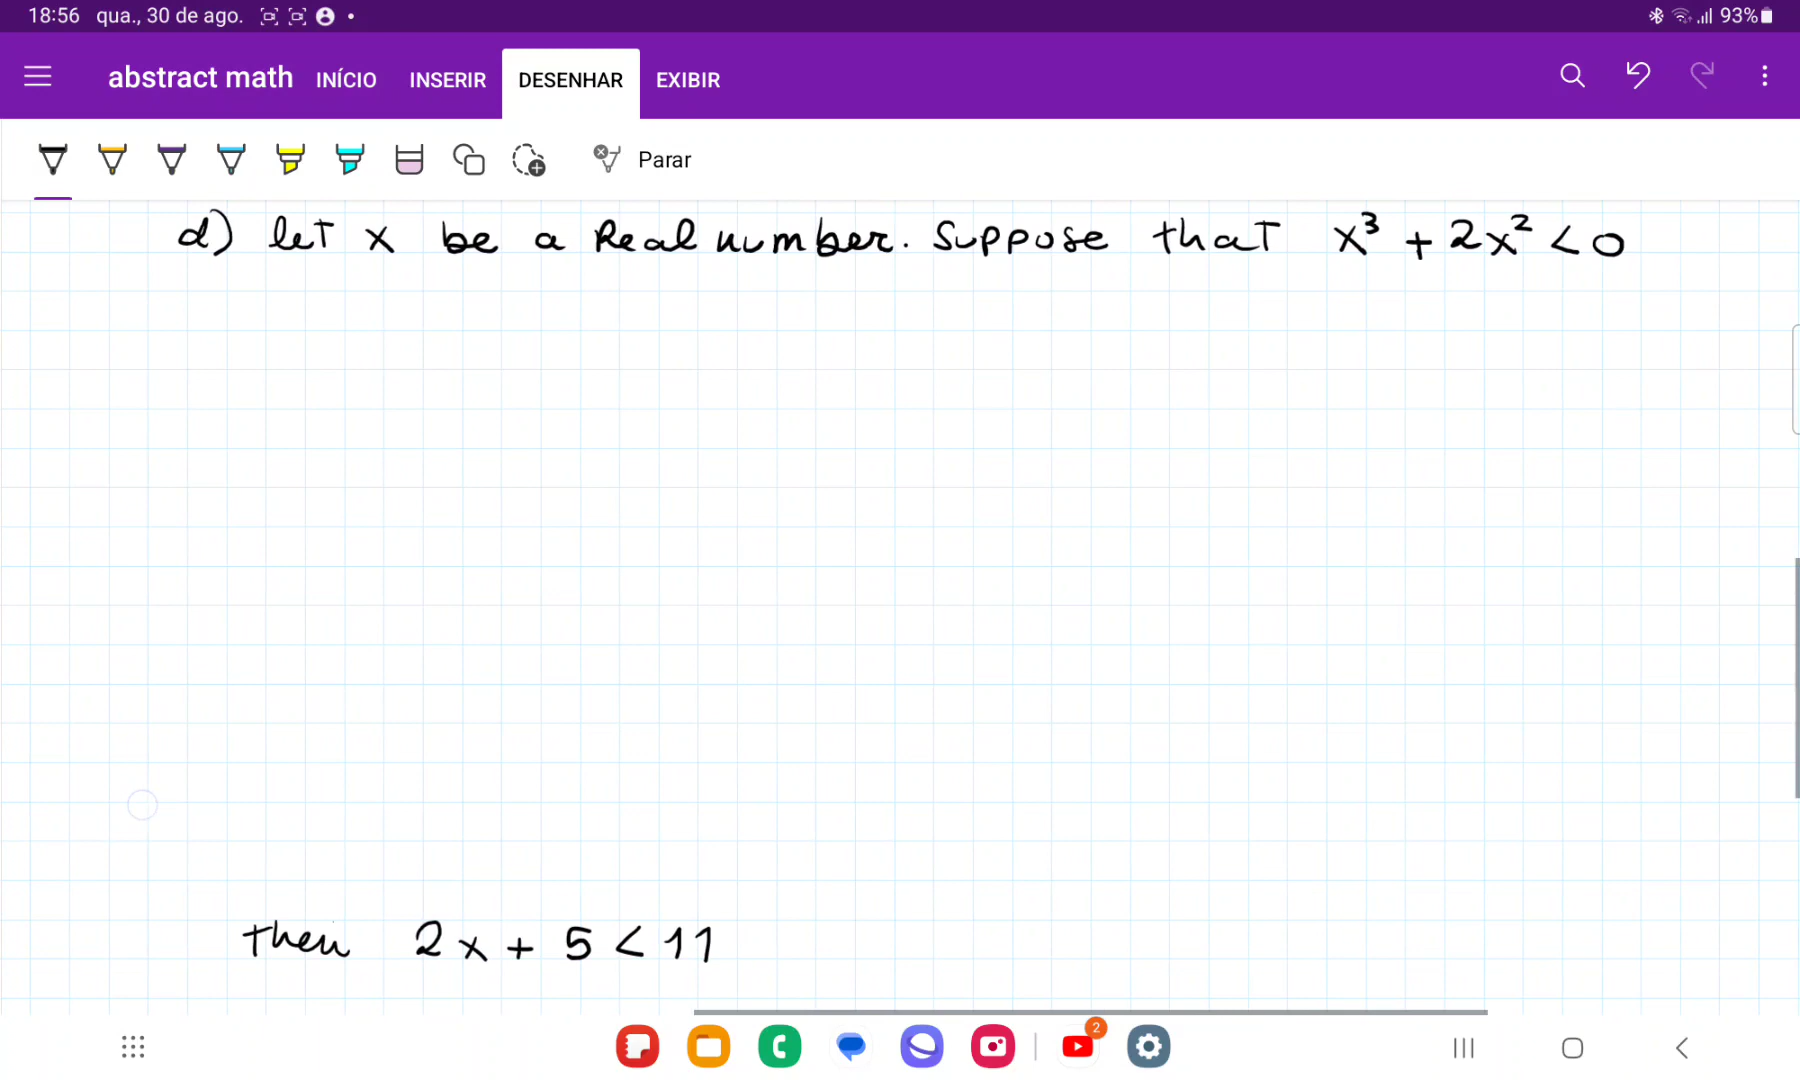 18:56 qua., 30 de ago. 93%
abstract math INÍCIO INSERIR DESENHAR EXIBIR
Parar
d) let x be a Real number. Suppose that x³ + 2x² < 0
then 2x + 5 < 11
2